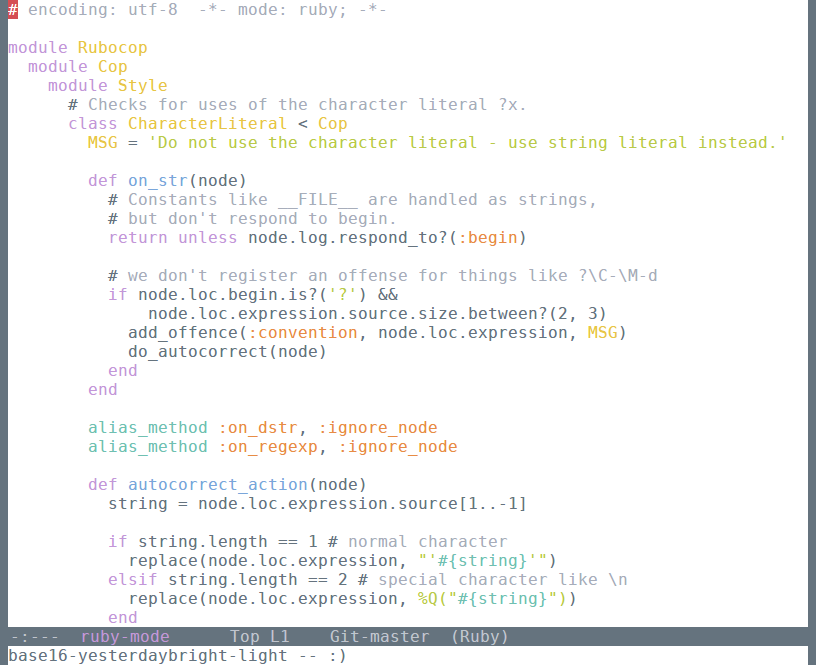 # encoding: utf-8  -*- mode: ruby; -*-

module Rubocop
  module Cop
    module Style
      # Checks for uses of the character literal ?x.
      class CharacterLiteral < Cop
        MSG = 'Do not use the character literal - use string literal instead.'

        def on_str(node)
          # Constants like __FILE__ are handled as strings,
          # but don't respond to begin.
          return unless node.log.respond_to?(:begin)

          # we don't register an offense for things like ?\C-\M-d
          if node.loc.begin.is?('?') &&
              node.loc.expression.source.size.between?(2, 3)
            add_offence(:convention, node.loc.expression, MSG)
            do_autocorrect(node)
          end
        end

        alias_method :on_dstr, :ignore_node
        alias_method :on_regexp, :ignore_node

        def autocorrect_action(node)
          string = node.loc.expression.source[1..-1]

          if string.length == 1 # normal character
            replace(node.loc.expression, "'#{string}'")
          elsif string.length == 2 # special character like \n
            replace(node.loc.expression, %Q("#{string}"))
          end
-:---  ruby-mode      Top L1    Git-master  (Ruby)
base16-yesterdaybright-light -- :)